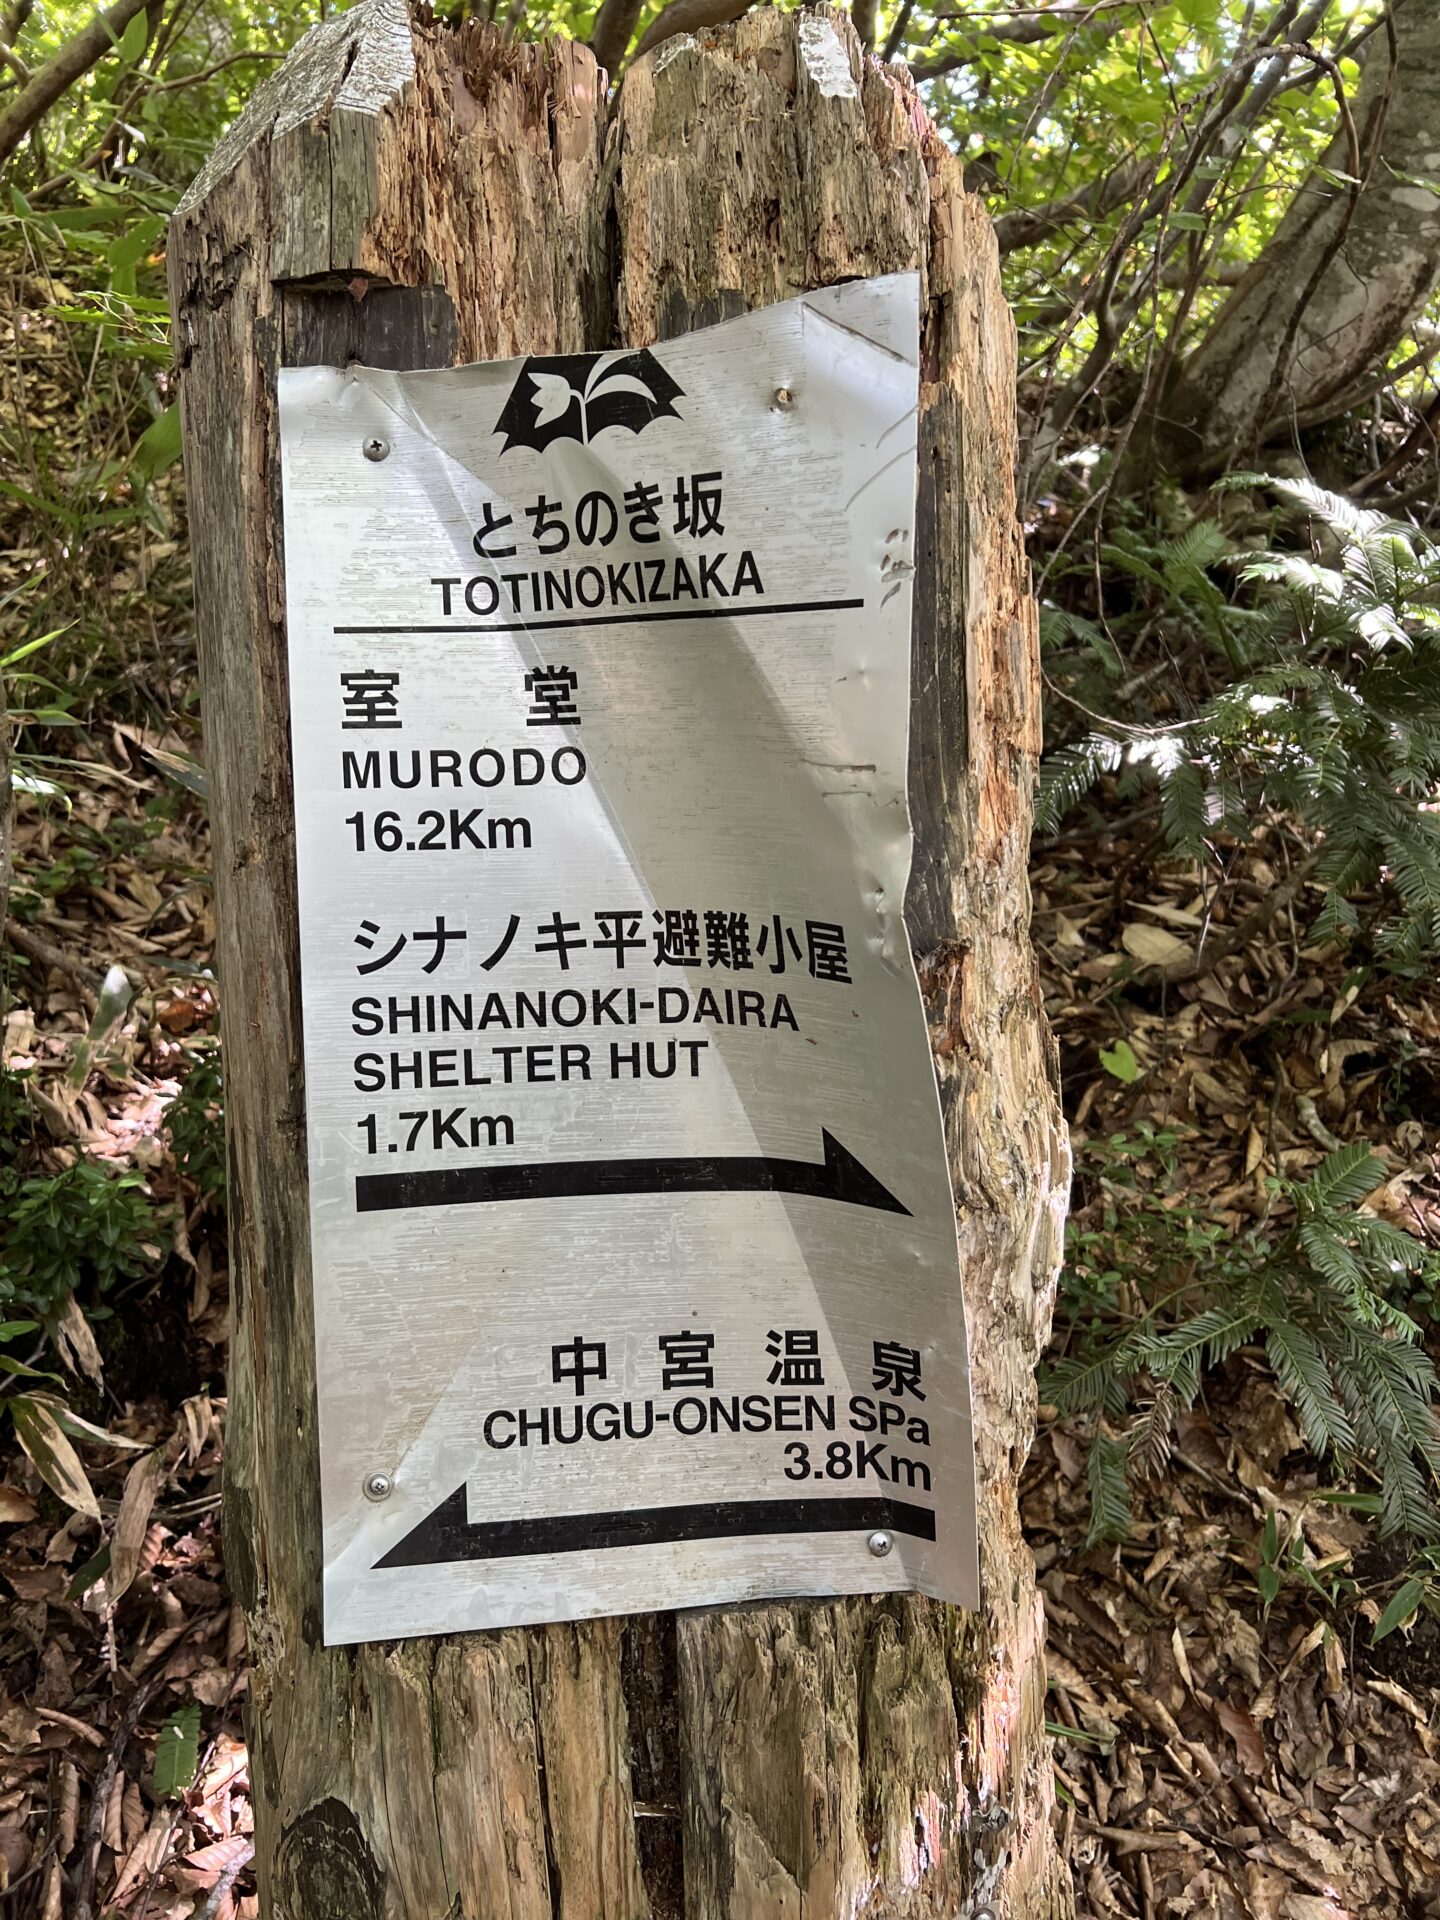 とちのき坂
TOTINOKIZAKA
室 堂
MURODO
16.2Km
シナノキ平避難小屋
SHINANOKI-DAIRA
SHELTER HUT
1.7Km
中宮温泉
CHUGU-ONSEN SPa
3.8Km